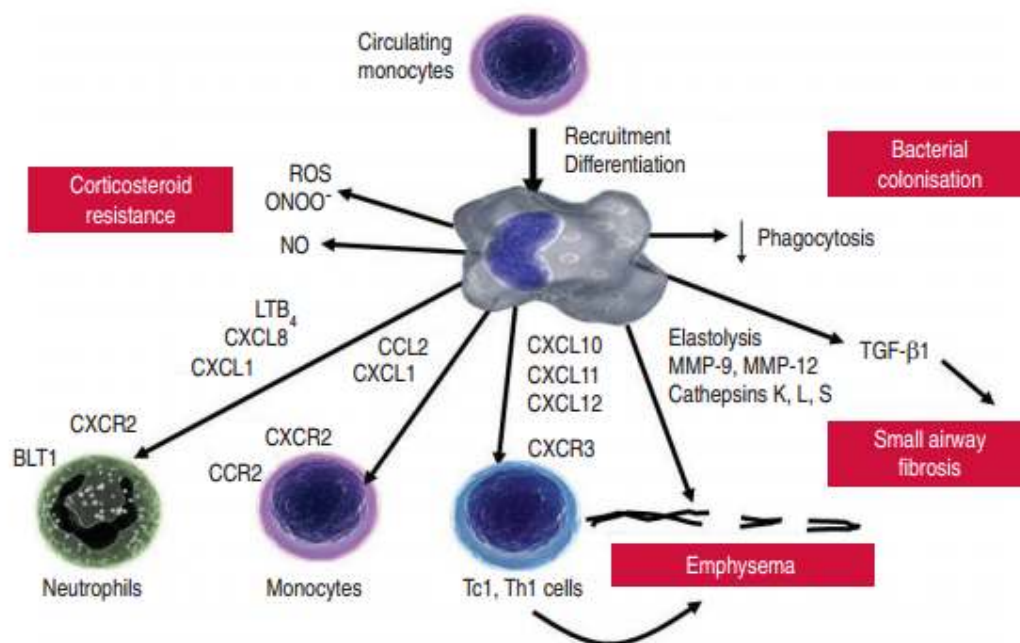 Circulating
monocytes
Recruitment
Differentiation
Bacterial
colonisation
Corticosteroid
resistance
ROS
ONOO⁻
NO
↓ Phagocytosis
LTB₄
CXCL8
CXCL1
CCL2
CXCL1
CXCL10
CXCL11
CXCL12
Elastolysis
MMP-9, MMP-12
Cathepsins K, L, S
TGF-β1
Small airway
fibrosis
CXCR2
BLT1
CXCR2
CCR2
CXCR3
Neutrophils
Monocytes
Tc1, Th1 cells
Emphysema